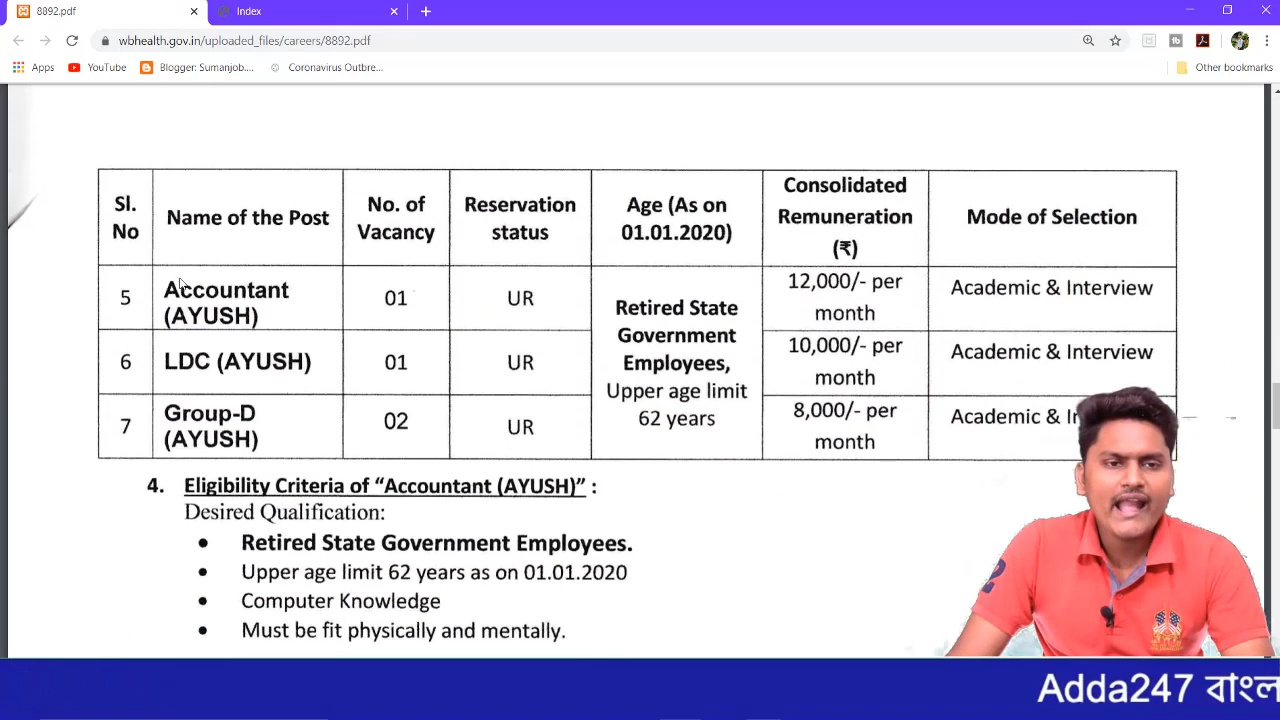 8892.pdf
Index
wbhealth.gov.in/uploaded_files/careers/8892.pdf
Apps
YouTube
Blogger: Sumanjob....
Coronavirus Outbre...
Other bookmarks
Sl. No
Name of the Post
No. of Vacancy
Reservation status
Age (As on 01.01.2020)
Consolidated Remuneration (₹)
Mode of Selection
5
Accountant (AYUSH)
01
UR
Retired State Government Employees, Upper age limit 62 years
12,000/- per month
Academic & Interview
6
LDC (AYUSH)
01
UR
10,000/- per month
Academic & Interview
7
Group-D (AYUSH)
02
UR
8,000/- per month
Academic &
4. Eligibility Criteria of “Accountant (AYUSH)” :
Desired Qualification:
• Retired State Government Employees.
• Upper age limit 62 years as on 01.01.2020
• Computer Knowledge
• Must be fit physically and mentally.
Adda247 বাংল